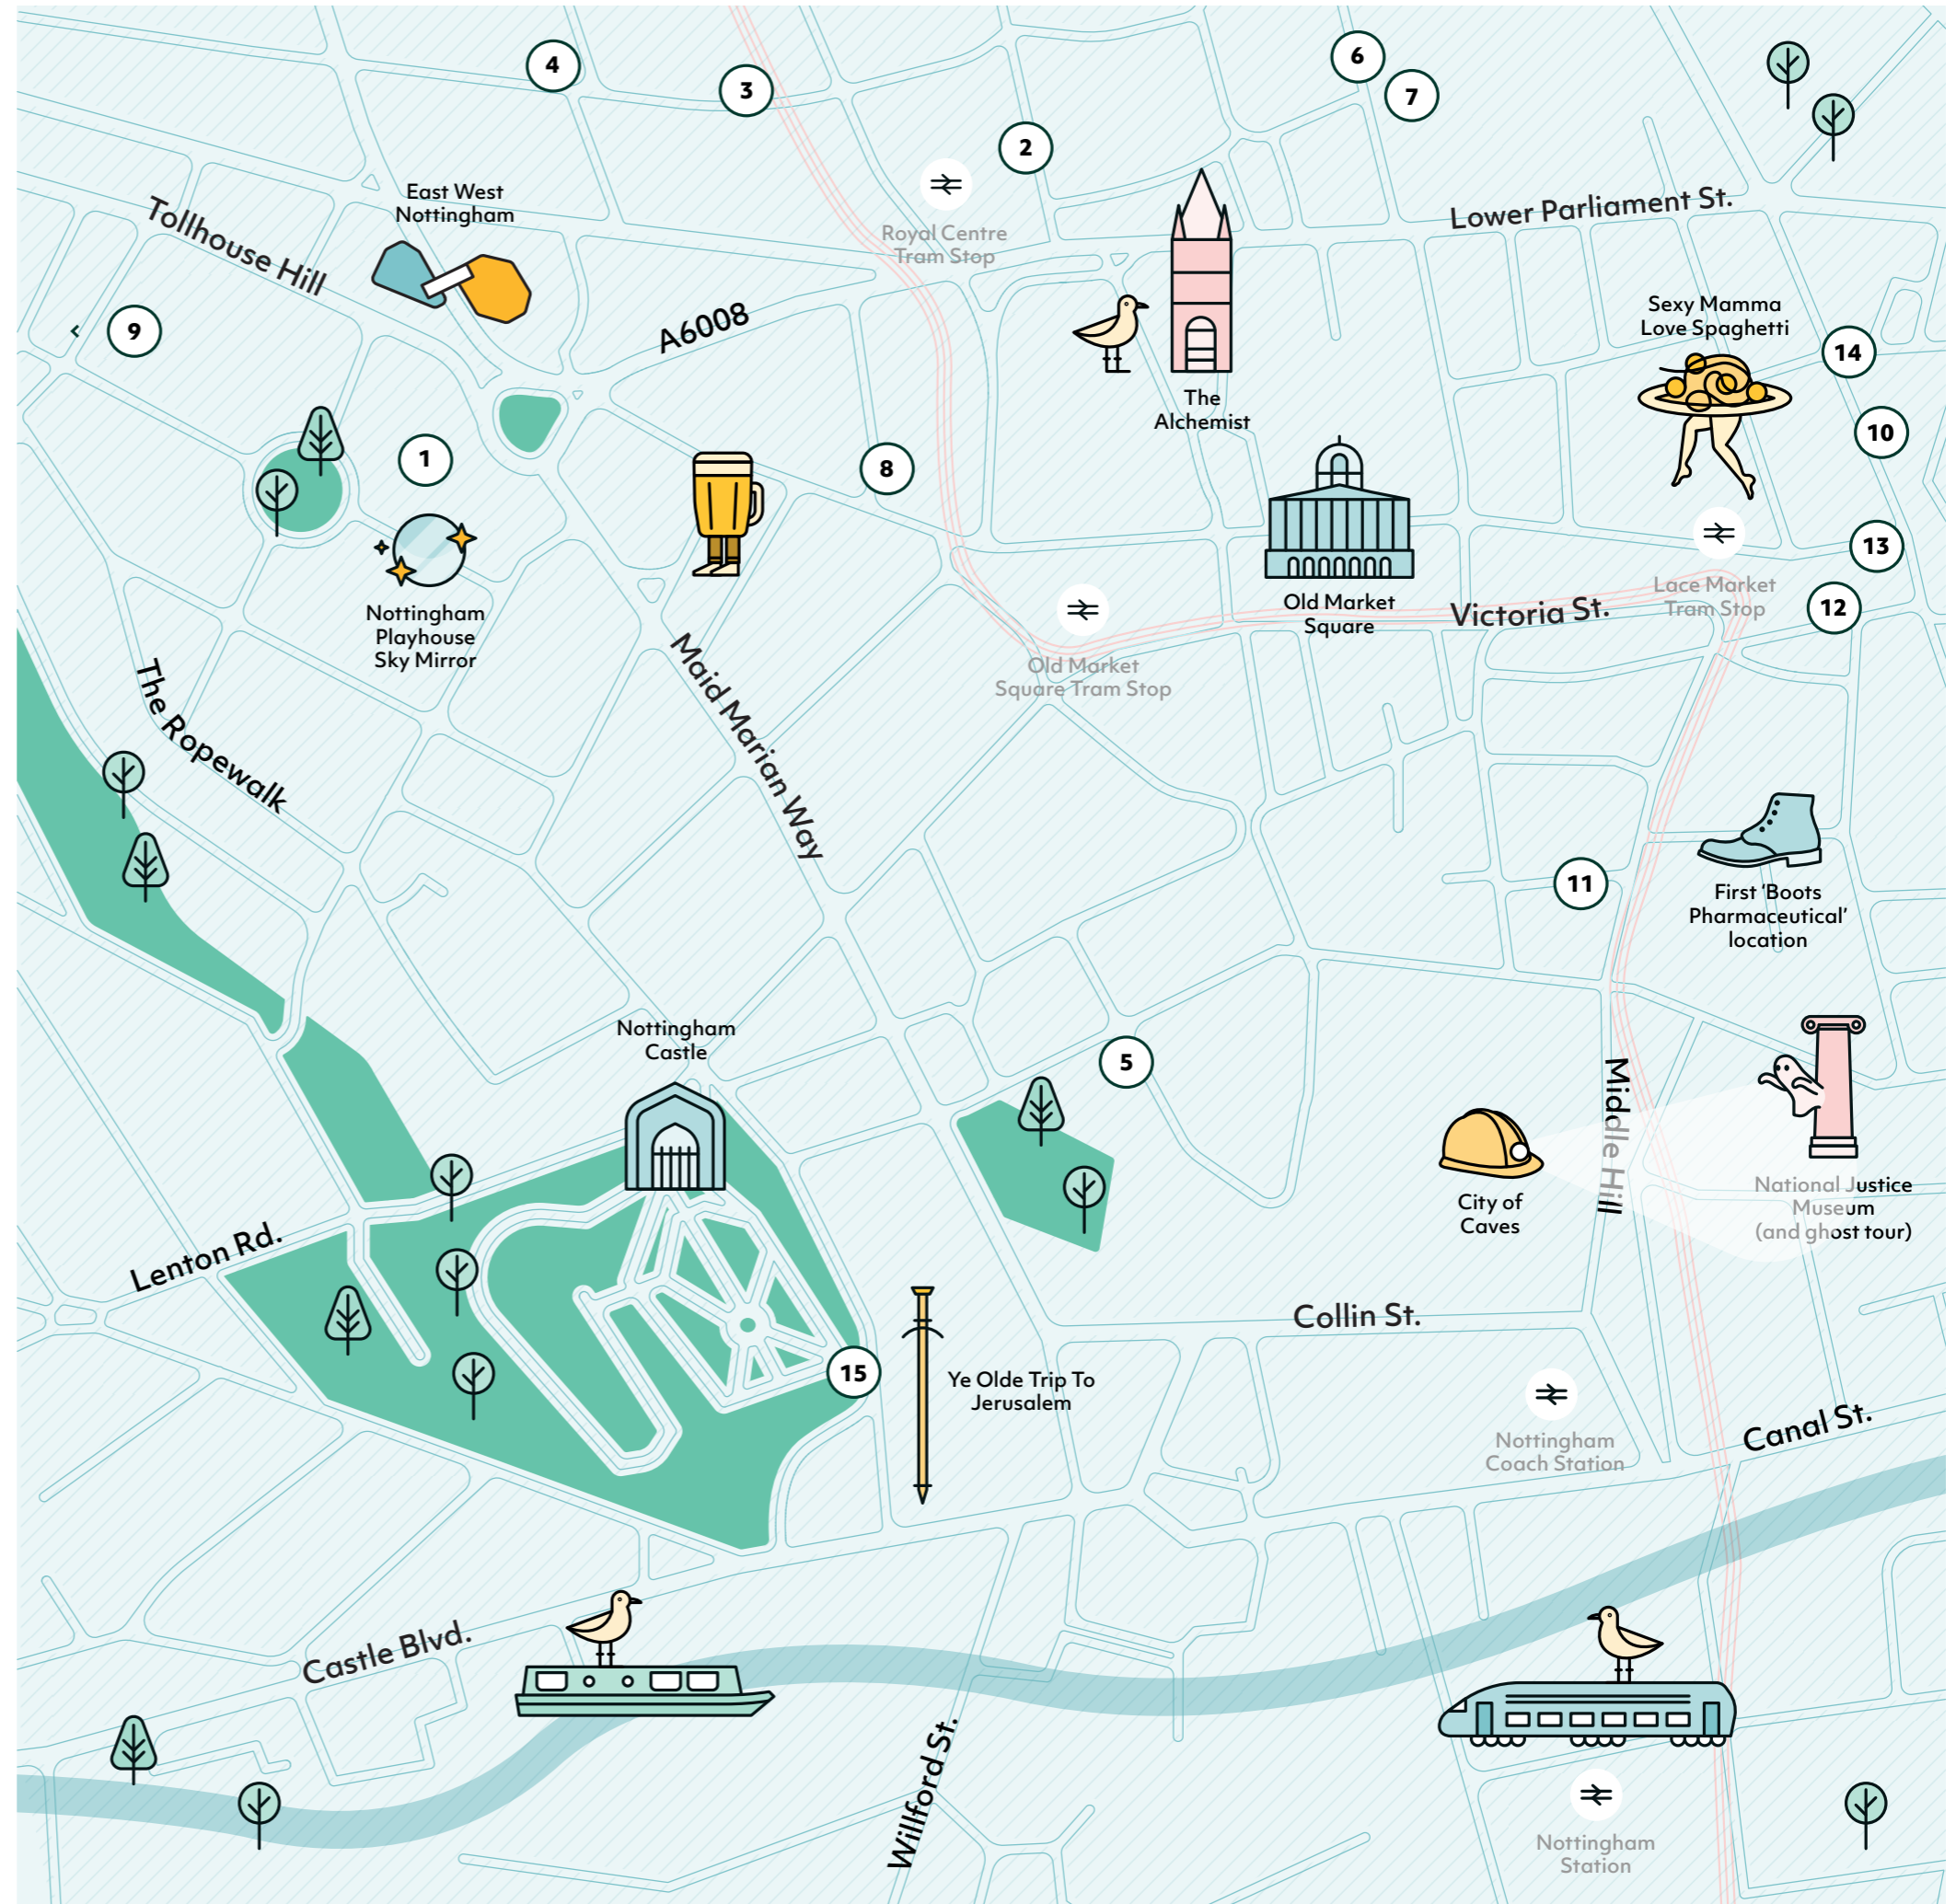 4
3
6
7
2
East West
Nottingham
Tollhouse Hill
Royal Centre
Tram Stop
Lower Parliament St.
9
A6008
Sexy Mamma
Love Spaghetti
14
The
Alchemist
10
1
8
13
Nottingham
Playhouse
Sky Mirror
Old Market
Square
Victoria St.
Lace Market
Tram Stop
12
Old Market
Square Tram Stop
The Ropewalk
Maid Marian Way
11
First ‘Boots
Pharmaceutical’
location
Nottingham
Castle
5
Middle Hill
City of
Caves
National Justice
Museum
(and ghost tour)
Lenton Rd.
Collin St.
15
Ye Olde Trip To
Jerusalem
Nottingham
Coach Station
Canal St.
Castle Blvd.
Willford St.
Nottingham
Station